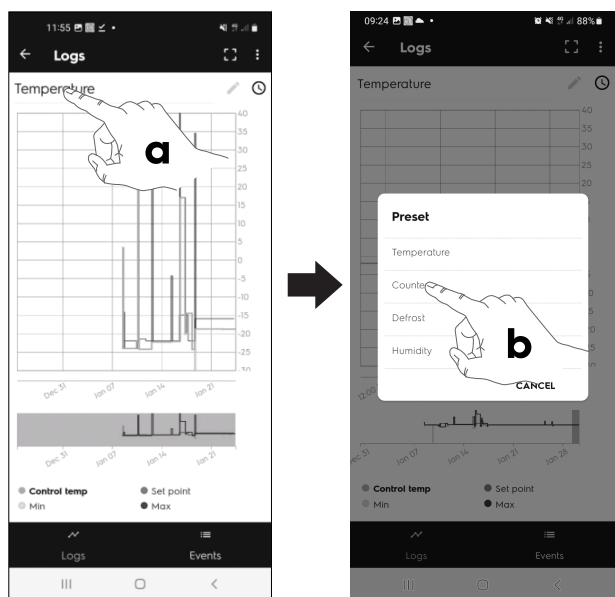 11:55
Logs
Temperature
a
40
35
30
25
20
15
10
5
0
-5
-10
-15
-20
-25
-30
Dec 31
Jan 07
Jan 14
Jan 21
Dec 31
Jan 07
Jan 14
Jan 21
Control temp
Set point
Min
Max
Logs
Events
09:24
88%
Logs
Temperature
40
35
30
25
20
Preset
Temperature
Counte
Defrost
Humidity
b
CANCEL
12:00
Jan 07
Jan 14
Jan 21
Jan 28
Control temp
Set point
Min
Max
Logs
Events